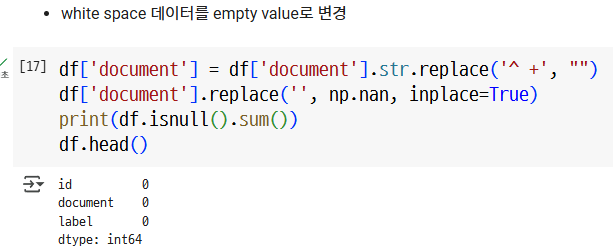 • white space 데이터를 empty value로 변경
[17] df['document'] = df['document'].str.replace('^ +', "")
df['document'].replace('', np.nan, inplace=True)
print(df.isnull().sum())
df.head()
초
id 0
document 0
label 0
dtype: int64